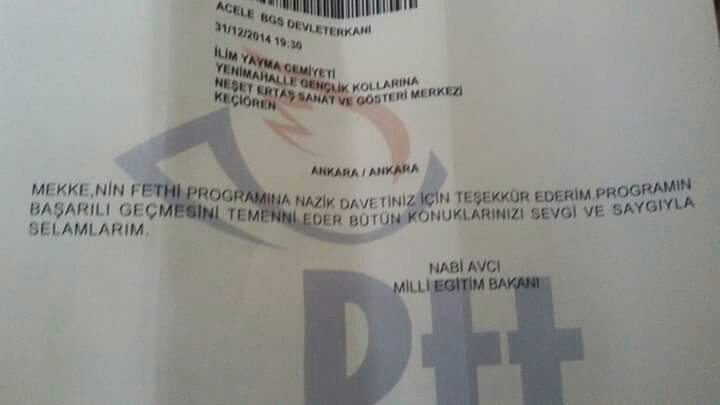 ACELE BGS DEVLETERKANI
31/12/2014 19:30
İLİM YAYMA CEMİYETİ
YENİMAHALLE GENÇLİK KOLLARINA
NEŞET ERTAŞ SANAT VE GÖSTERİ MERKEZİ
KEÇİÖREN
ANKARA / ANKARA
MEKKE,NİN FETHİ PROGRAMINA NAZİK DAVETİNİZ İÇİN TEŞEKKÜR EDERİM.PROGRAMIN
BAŞARILI GEÇMESİNİ TEMENNİ EDER BÜTÜN KONUKLARINIZI SEVGİ VE SAYGIYLA
SELAMLARIM.
NABİ AVCI
MİLLİ EGİTİM BAKANI
Ptt